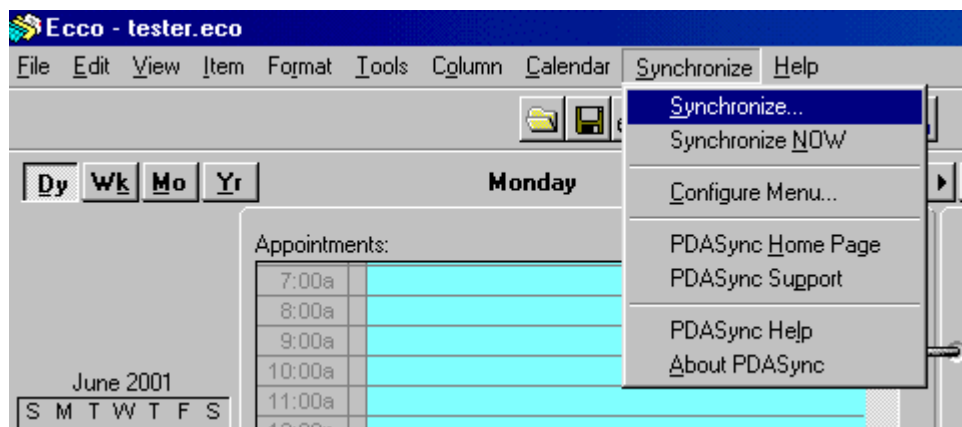 Ecco - tester.eco
File Edit View Item Format Tools Column Calendar Synchronize Help
Synchronize...
Synchronize NOW
Dy Wk Mo Yr Monday
Configure Menu...
PDASync Home Page
Appointments:
PDASync Support
7:00a
8:00a
PDASync Help
9:00a
About PDASync
10:00a
June 2001
11:00a
S M T W T F S